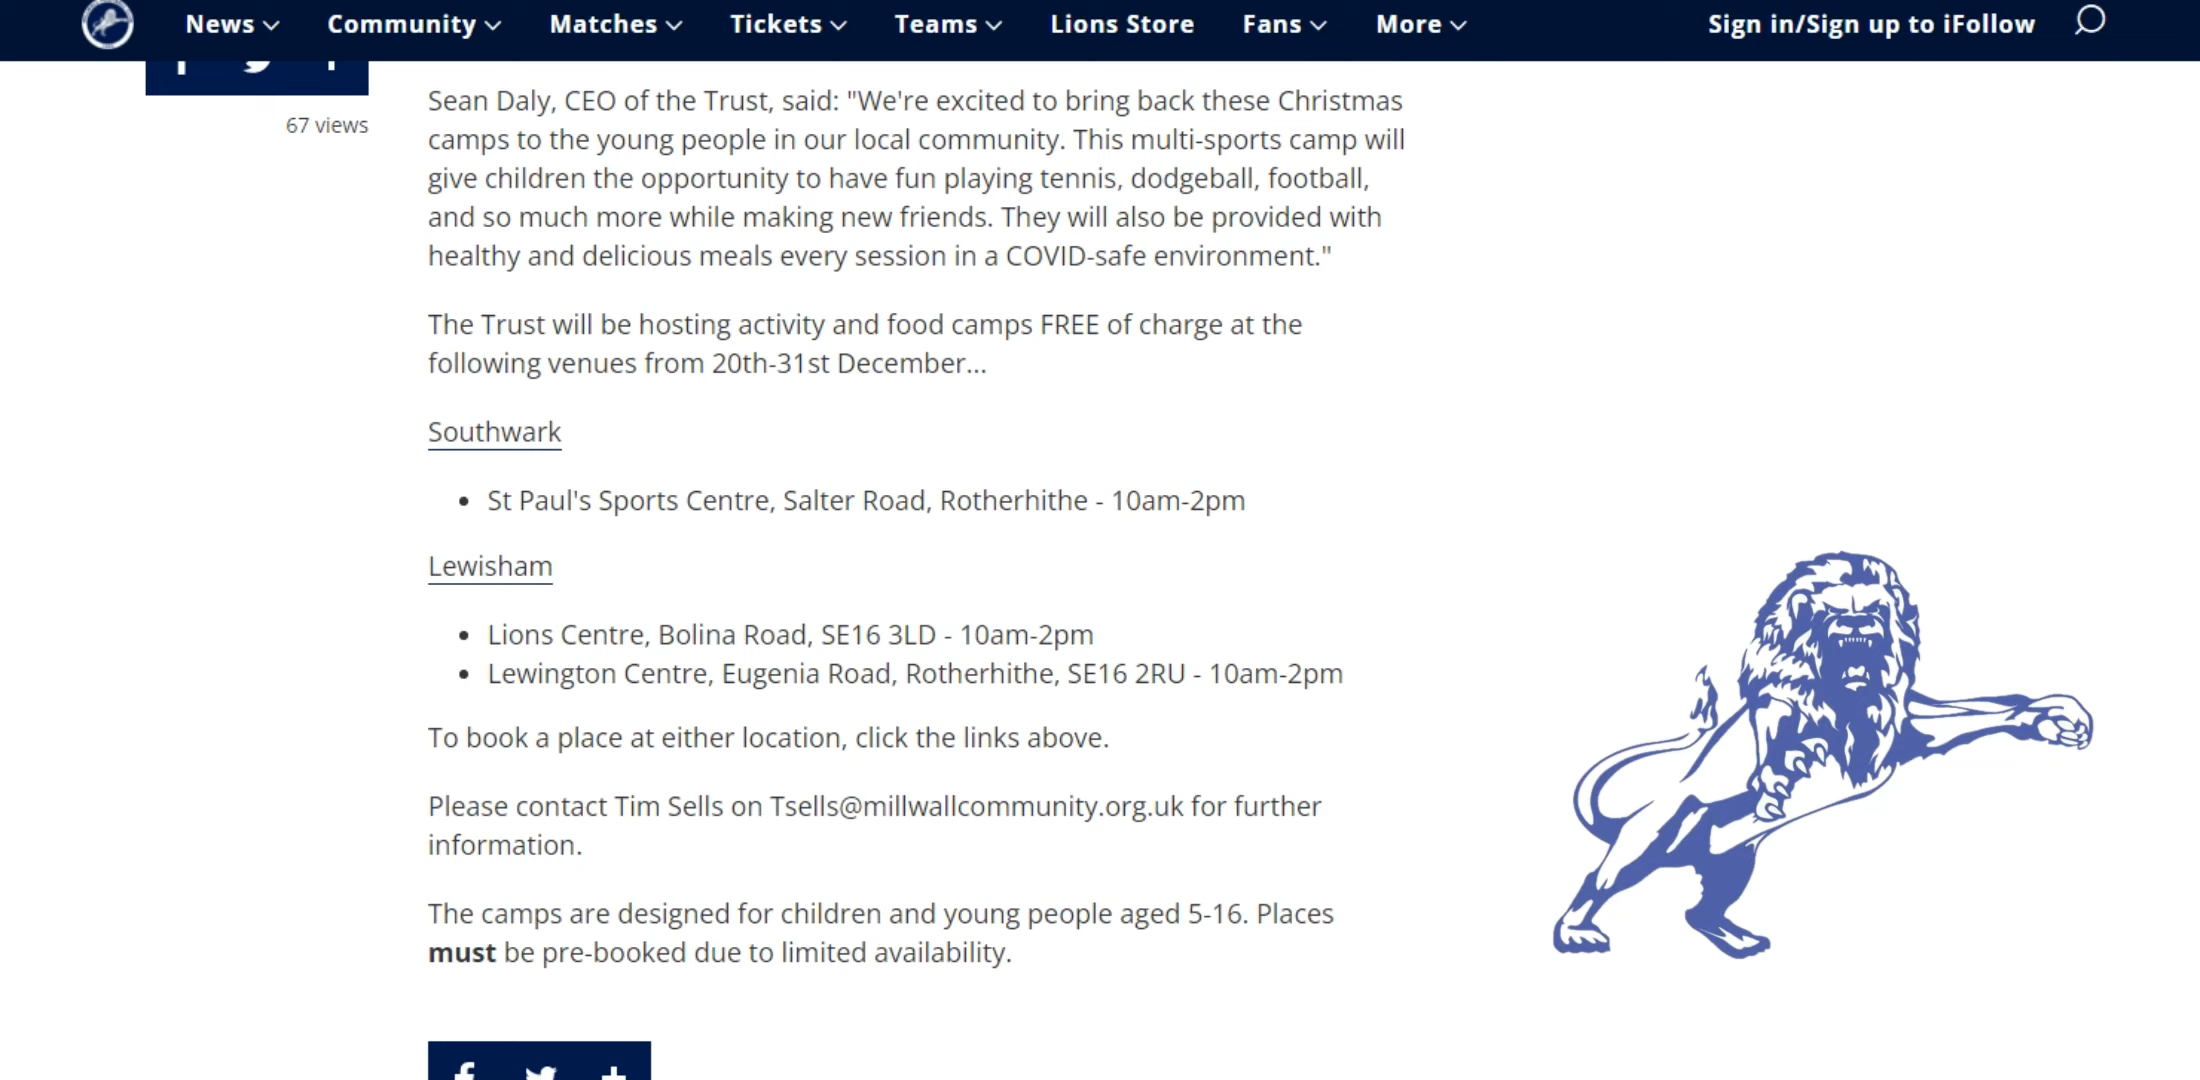 News Community Matches Tickets Teams Lions Store Fans More Sign in/Sign up to iFollow
67 views
Sean Daly, CEO of the Trust, said: "We're excited to bring back these Christmas
camps to the young people in our local community. This multi-sports camp will
give children the opportunity to have fun playing tennis, dodgeball, football,
and so much more while making new friends. They will also be provided with
healthy and delicious meals every session in a COVID-safe environment."
The Trust will be hosting activity and food camps FREE of charge at the
following venues from 20th-31st December...
Southwark
• St Paul's Sports Centre, Salter Road, Rotherhithe - 10am-2pm
Lewisham
• Lions Centre, Bolina Road, SE16 3LD - 10am-2pm
• Lewington Centre, Eugenia Road, Rotherhithe, SE16 2RU - 10am-2pm
To book a place at either location, click the links above.
Please contact Tim Sells on Tsells@millwallcommunity.org.uk for further
information.
The camps are designed for children and young people aged 5-16. Places
must be pre-booked due to limited availability.